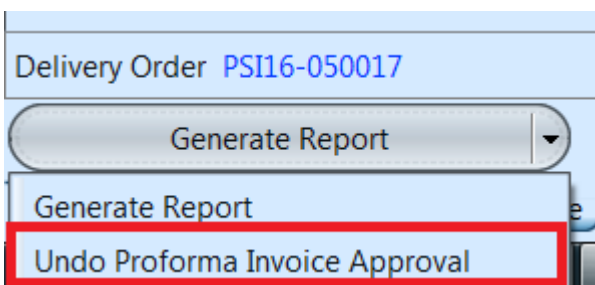 Delivery Order PSI16-050017
Generate Report
Generate Report
Undo Proforma Invoice Approval